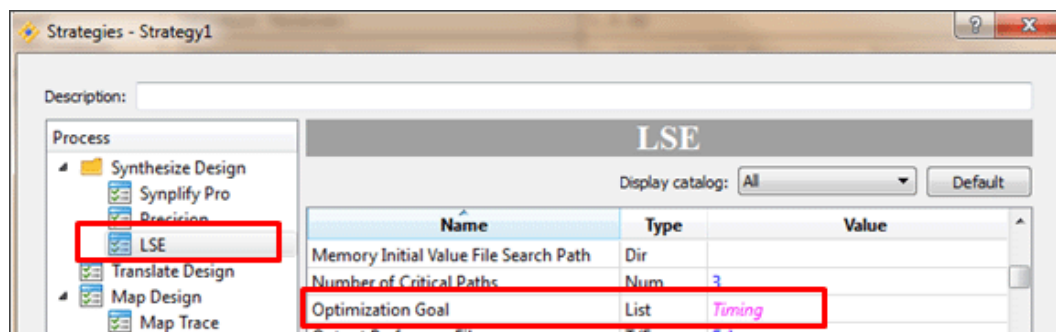 Strategies - Strategy1
Description:
Process
Synthesize Design
Synplify Pro
Precision
LSE
Translate Design
Map Design
Map Trace
LSE
Display catalog: All Default
Name Type Value
Memory Initial Value File Search Path Dir
Number of Critical Paths Num 3
Optimization Goal List Timing